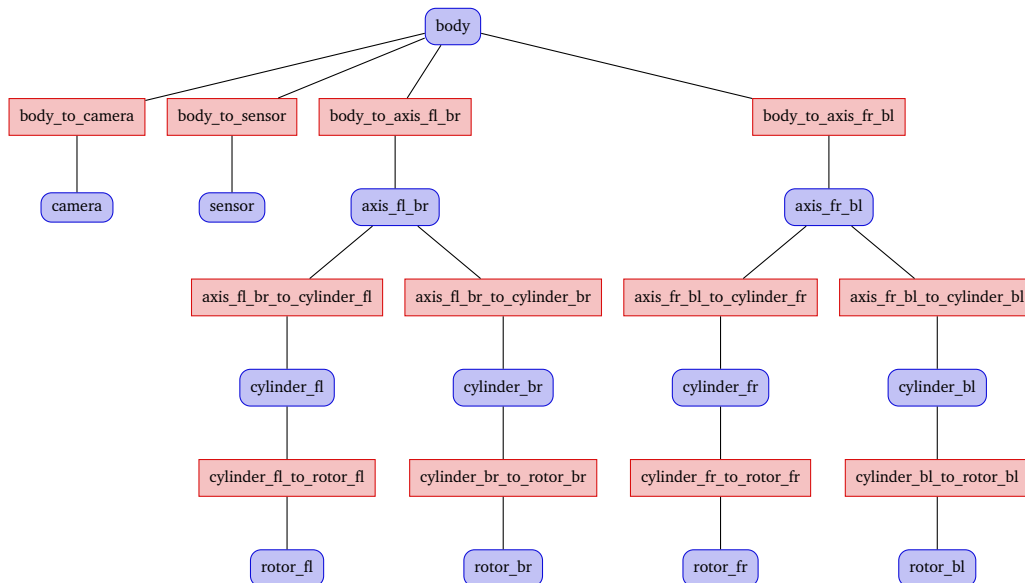 body
body_to_camera
body_to_sensor
body_to_axis_fl_br
body_to_axis_fr_bl
camera
sensor
axis_fl_br
axis_fr_bl
axis_fl_br_to_cylinder_fl
axis_fl_br_to_cylinder_br
axis_fr_bl_to_cylinder_fr
axis_fr_bl_to_cylinder_bl
cylinder_fl
cylinder_br
cylinder_fr
cylinder_bl
cylinder_fl_to_rotor_fl
cylinder_br_to_rotor_br
cylinder_fr_to_rotor_fr
cylinder_bl_to_rotor_bl
rotor_fl
rotor_br
rotor_fr
rotor_bl